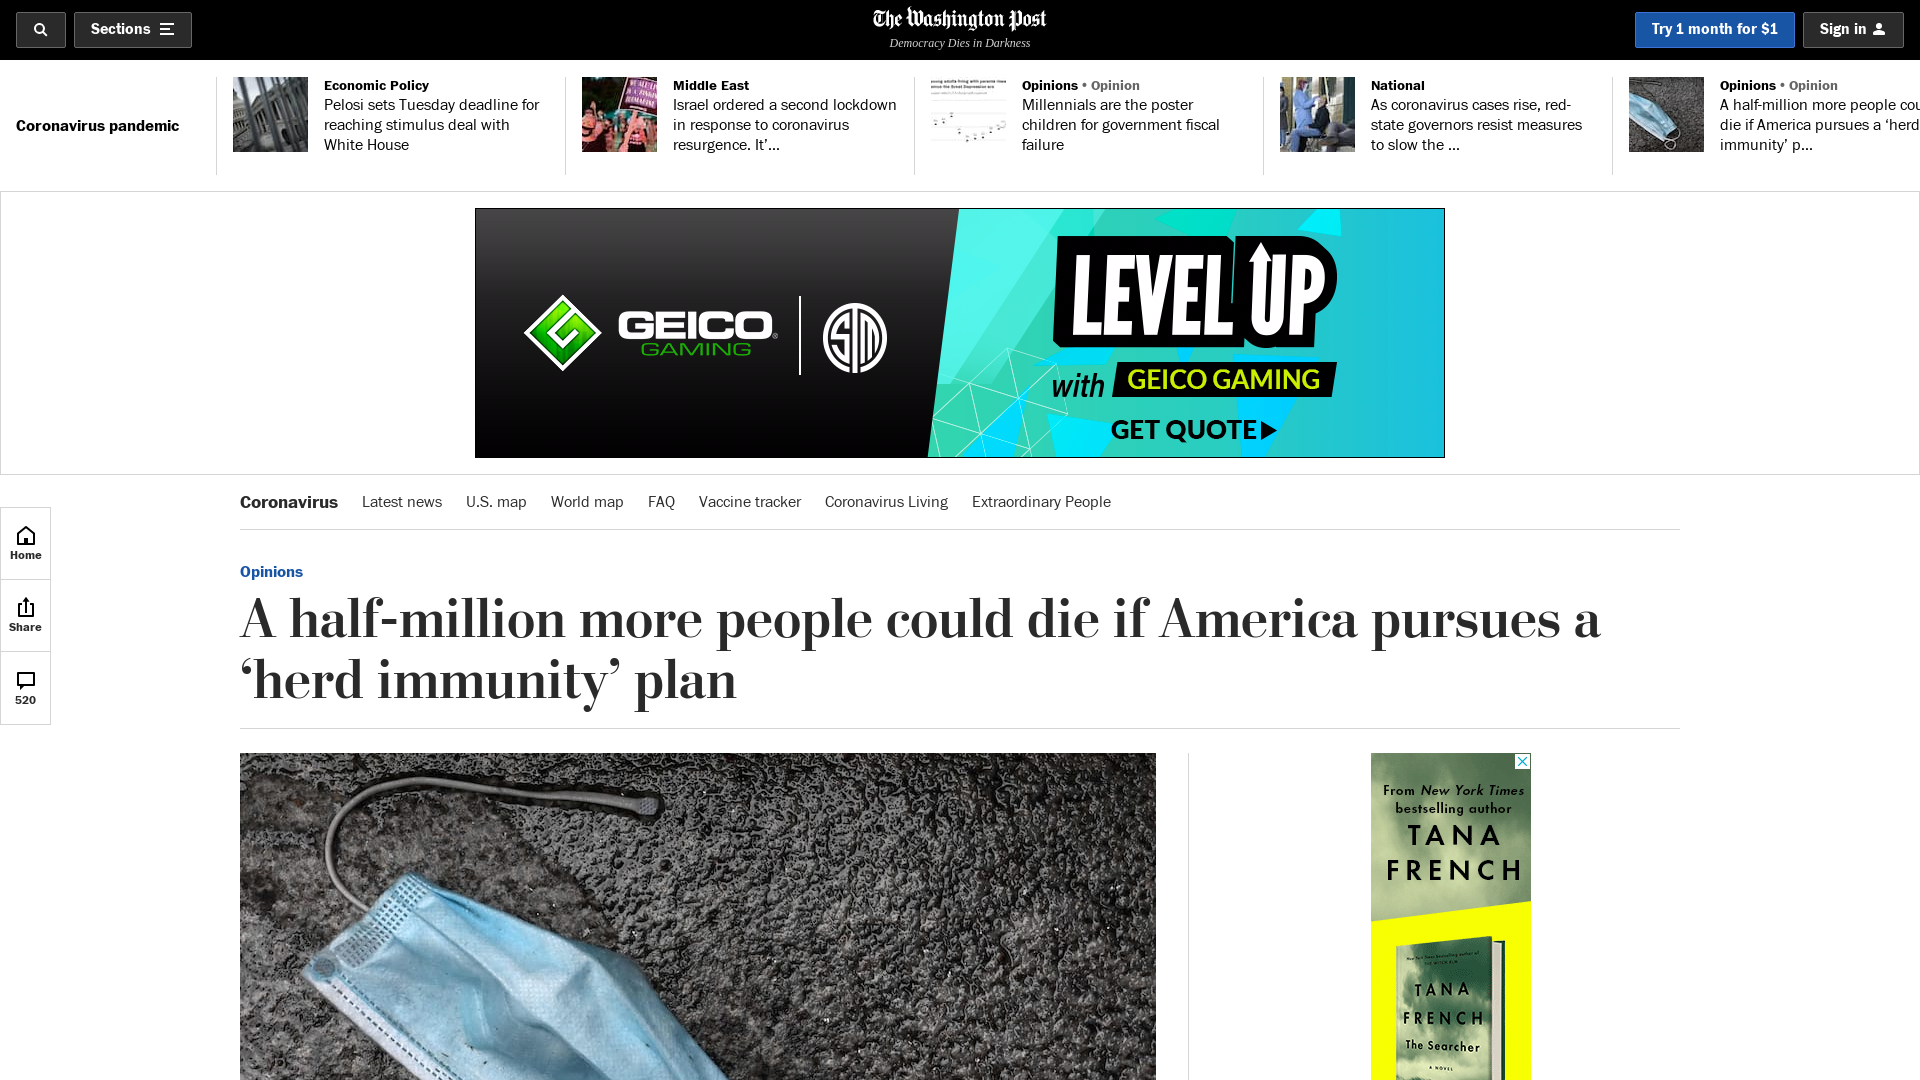 Sections
The Washington Post
Democracy Dies in Darkness
Try 1 month for $1
Sign in
Coronavirus pandemic
Economic Policy
Pelosi sets Tuesday deadline for
reaching stimulus deal with
White House
Middle East
Israel ordered a second lockdown
in response to coronavirus
resurgence. It’...
Opinions • Opinion
Millennials are the poster
children for government fiscal
failure
National
As coronavirus cases rise, red-
state governors resist measures
to slow the ...
Opinions • Opinion
A half-million more people cou
die if America pursues a ‘herd
immunity’ p...
GEICO
GAMING
TSM
LEVEL UP
with GEICO GAMING
GET QUOTE
Coronavirus Latest news U.S. map World map FAQ Vaccine tracker Coronavirus Living Extraordinary People
Home
Share
520
Opinions
A half-million more people could die if America pursues a
‘herd immunity’ plan
From New York Times
bestselling author
TANA
FRENCH
TANA
FRENCH
The Searcher
A NOVEL